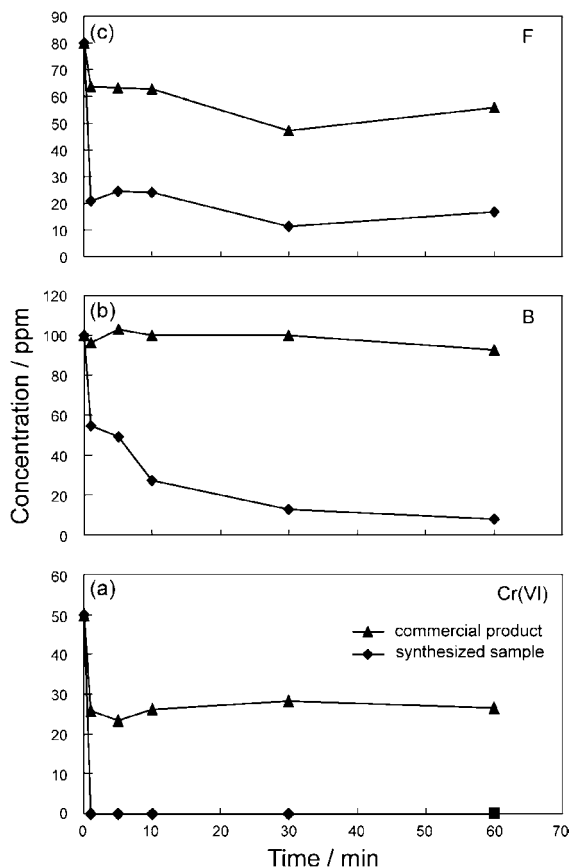 (c)
F
80
70
60
50
40
30
20
10
0
(b)
B
120
100
80
60
40
20
0
Concentration / ppm
(a)
Cr(VI)
commercial product
synthesized sample
60
50
40
30
20
10
0
0 10 20 30 40 50 60 70
Time / min